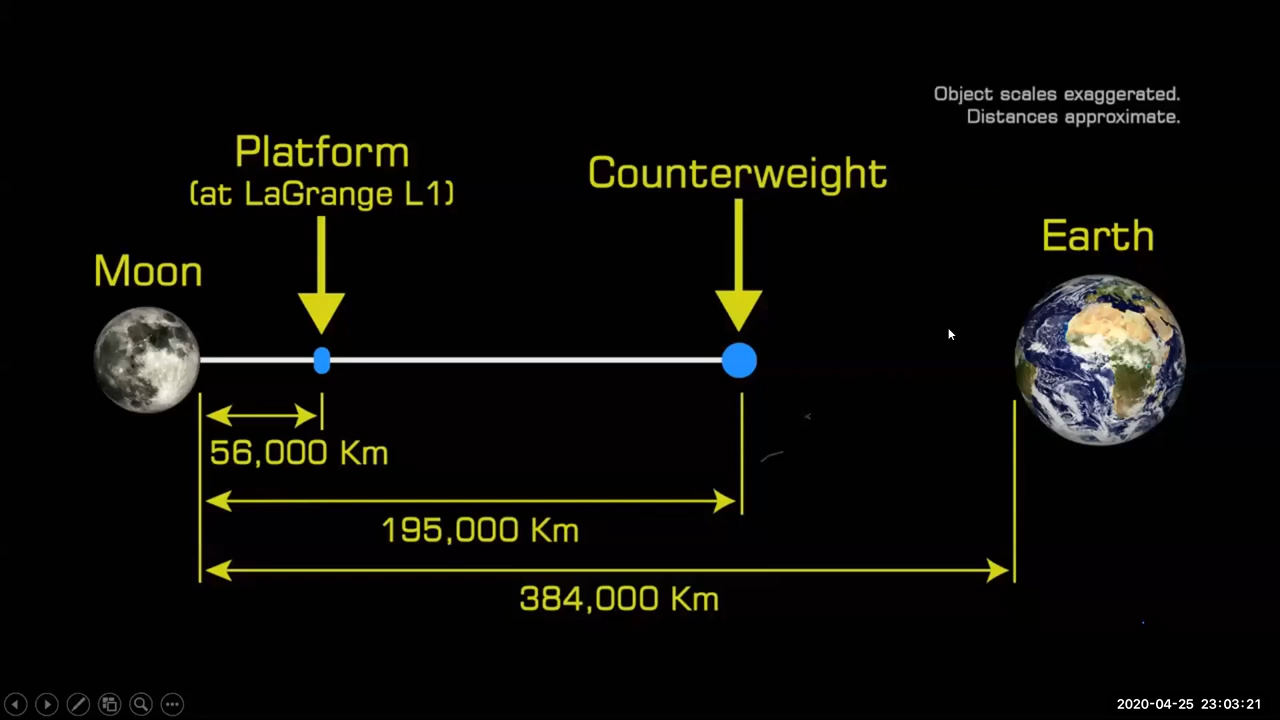 Object scales exaggerated.
Distances approximate.
Platform
(at LaGrange L1)
Counterweight
Earth
Moon
56,000 Km
195,000 Km
384,000 Km
2020-04-25 23:03:21